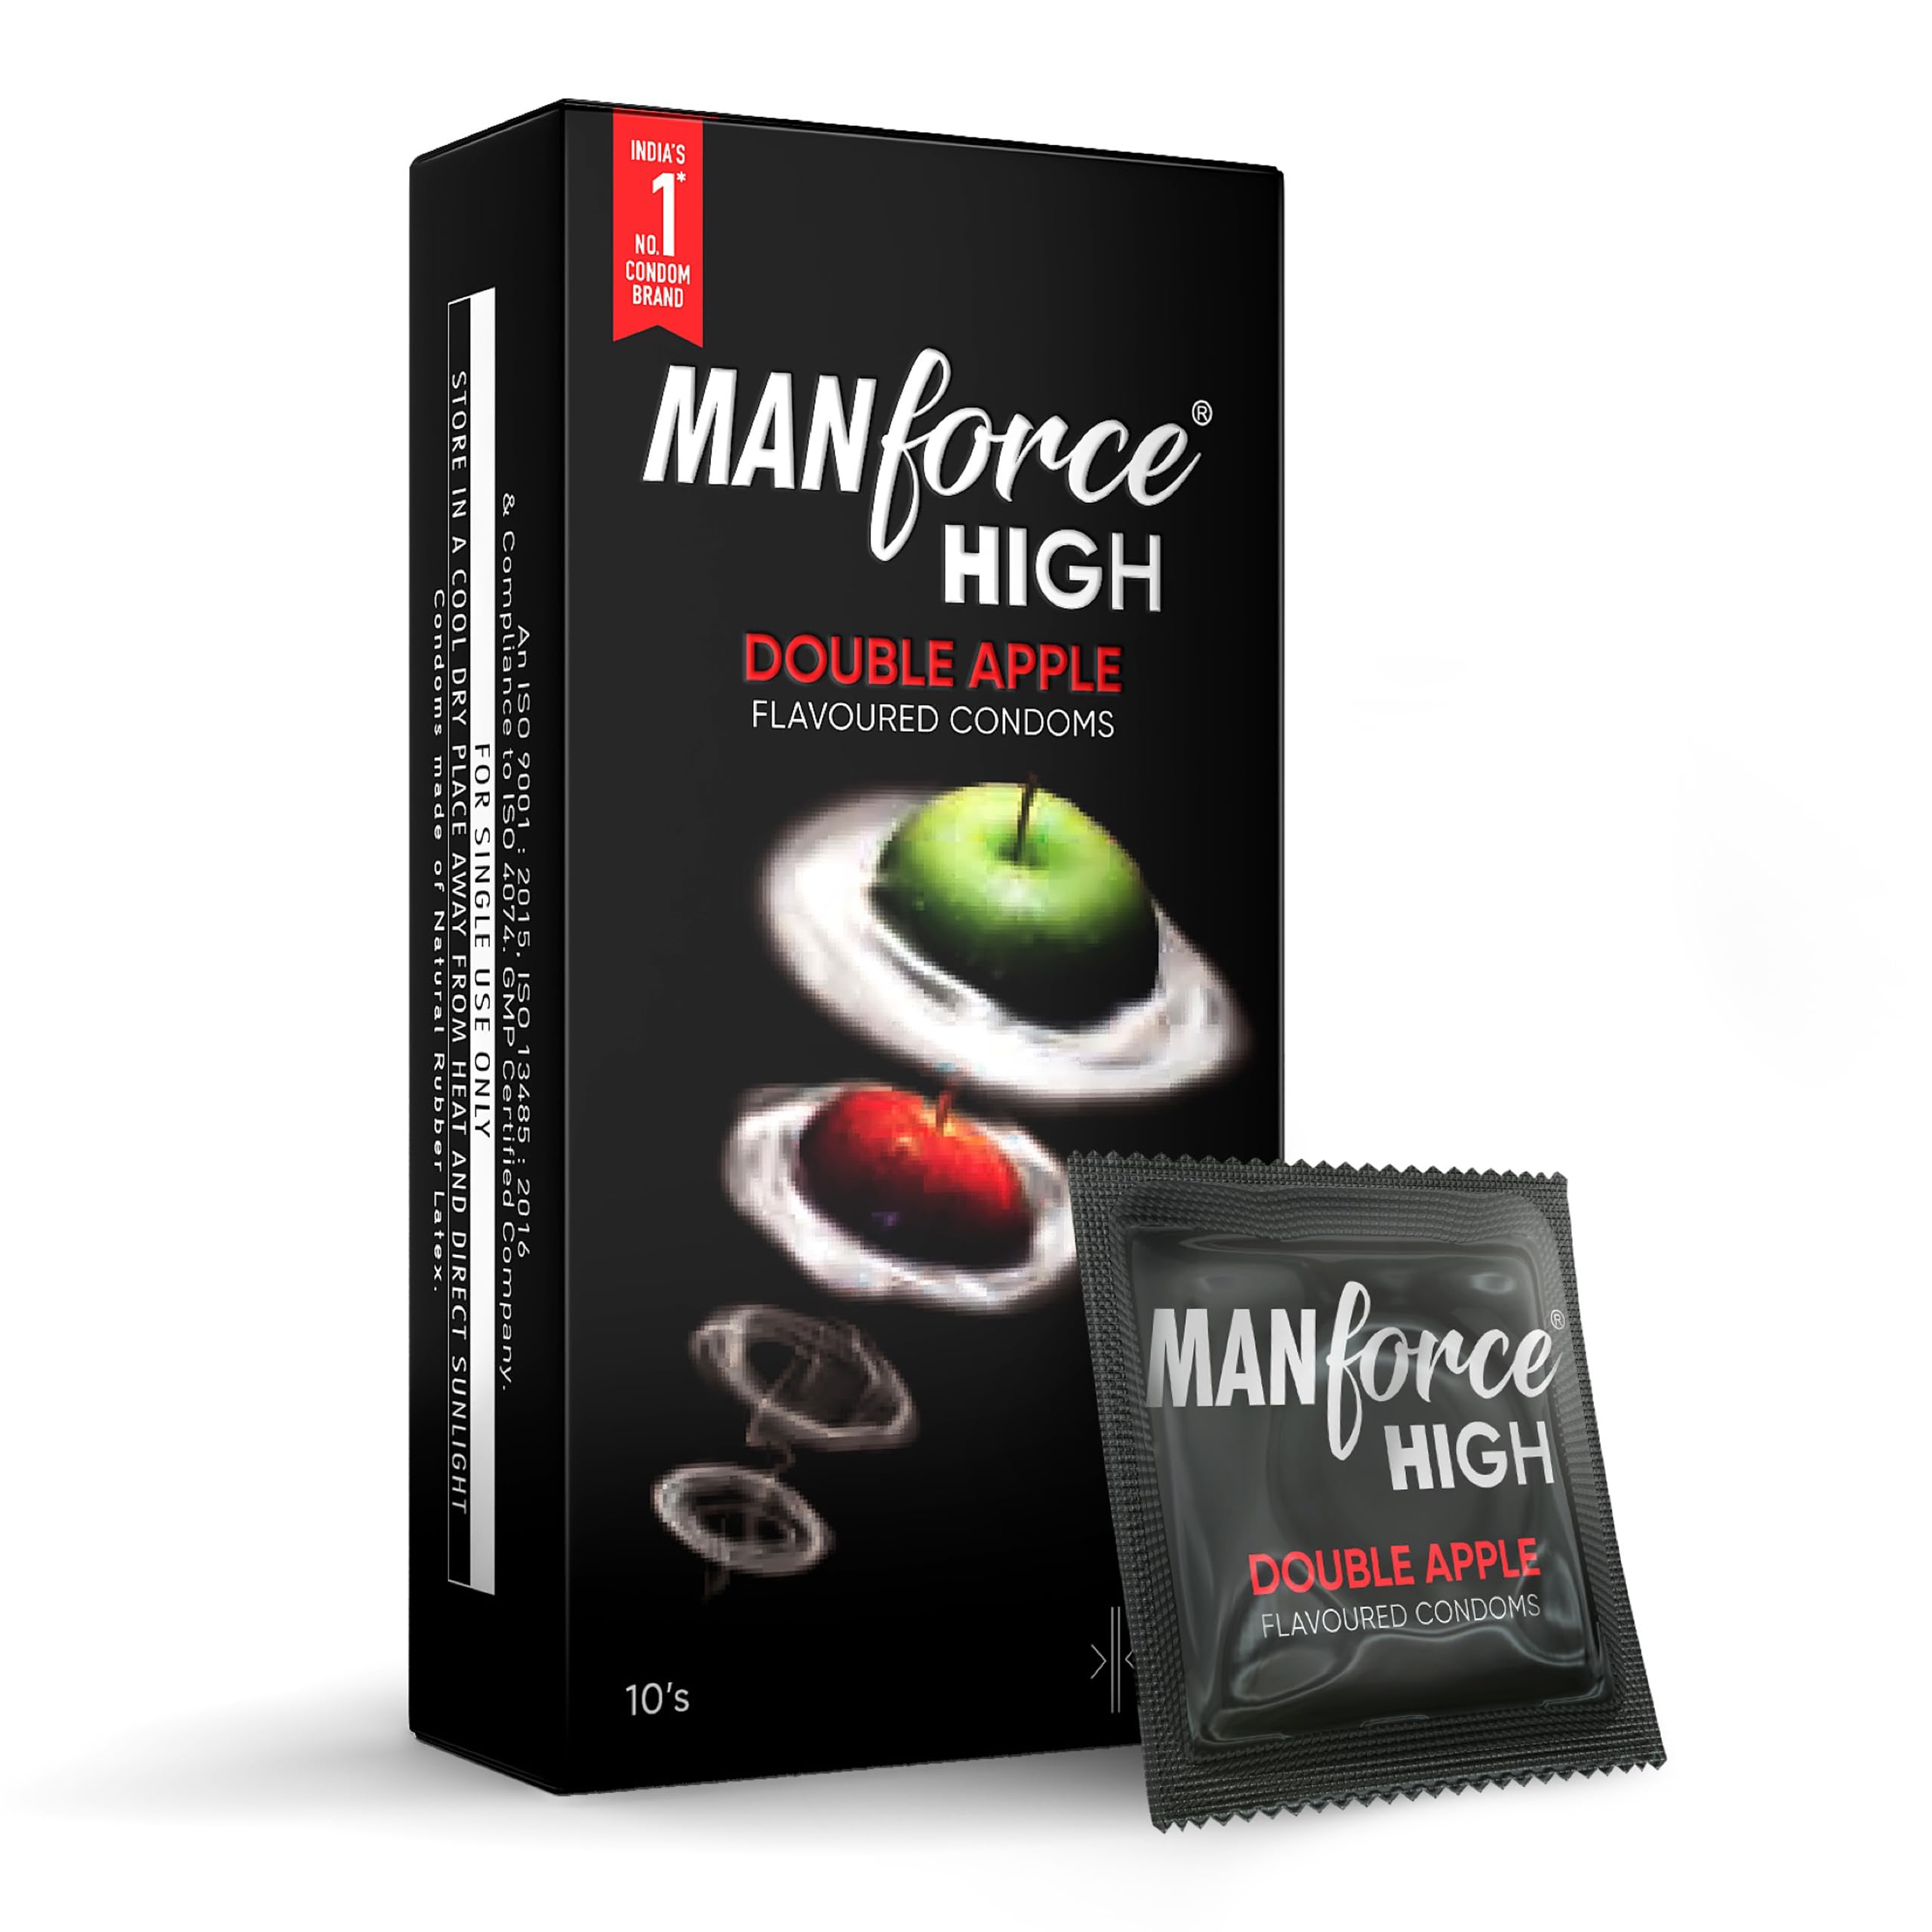 INDIA'S
NO.1*
CONDOM
BRAND
MANforce®
HIGH
DOUBLE APPLE
FLAVOURED CONDOMS
10's
An ISO 9001 : 2015, ISO 13485 : 2016
& Compliance to ISO 4074, GMP Certified Company.
FOR SINGLE USE ONLY
STORE IN A COOL DRY PLACE AWAY FROM HEAT AND DIRECT SUNLIGHT
Condoms made of Natural Rubber Latex.
MANforce®
HIGH
DOUBLE APPLE
FLAVOURED CONDOMS